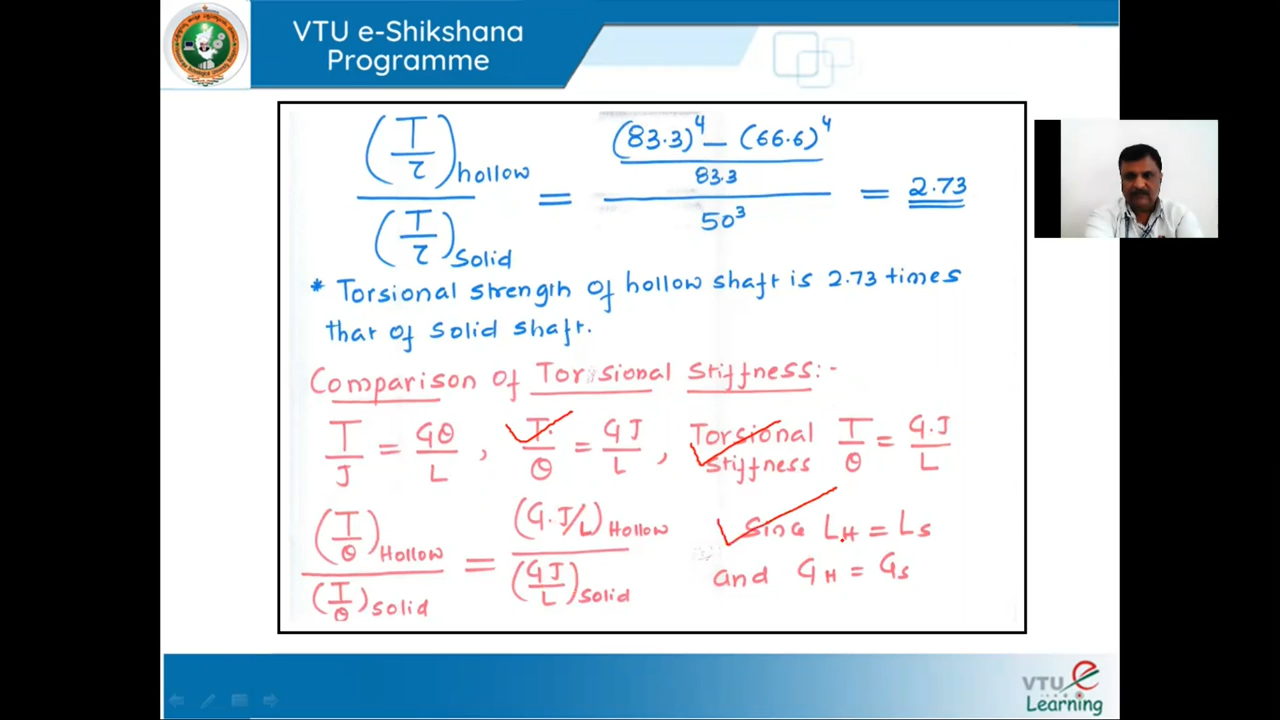 VTU e-Shikshana
Programme
(T/τ)hollow / (T/τ)Solid = ((83.3)⁴ − (66.6)⁴ / 83.3) / 50³ = 2.73
* Torsional strength of hollow shaft is 2.73 times
that of Solid shaft.
Comparison of Torsional Stiffness:-
T/J = Gθ/L , T/θ = GJ/L , Torsional Stiffness T/θ = G.J/L
(T/θ)Hollow / (T/θ)Solid = (G.J/L)Hollow / (GJ/L)Solid Since LH = LS
and GH = GS
VTU e
Learning